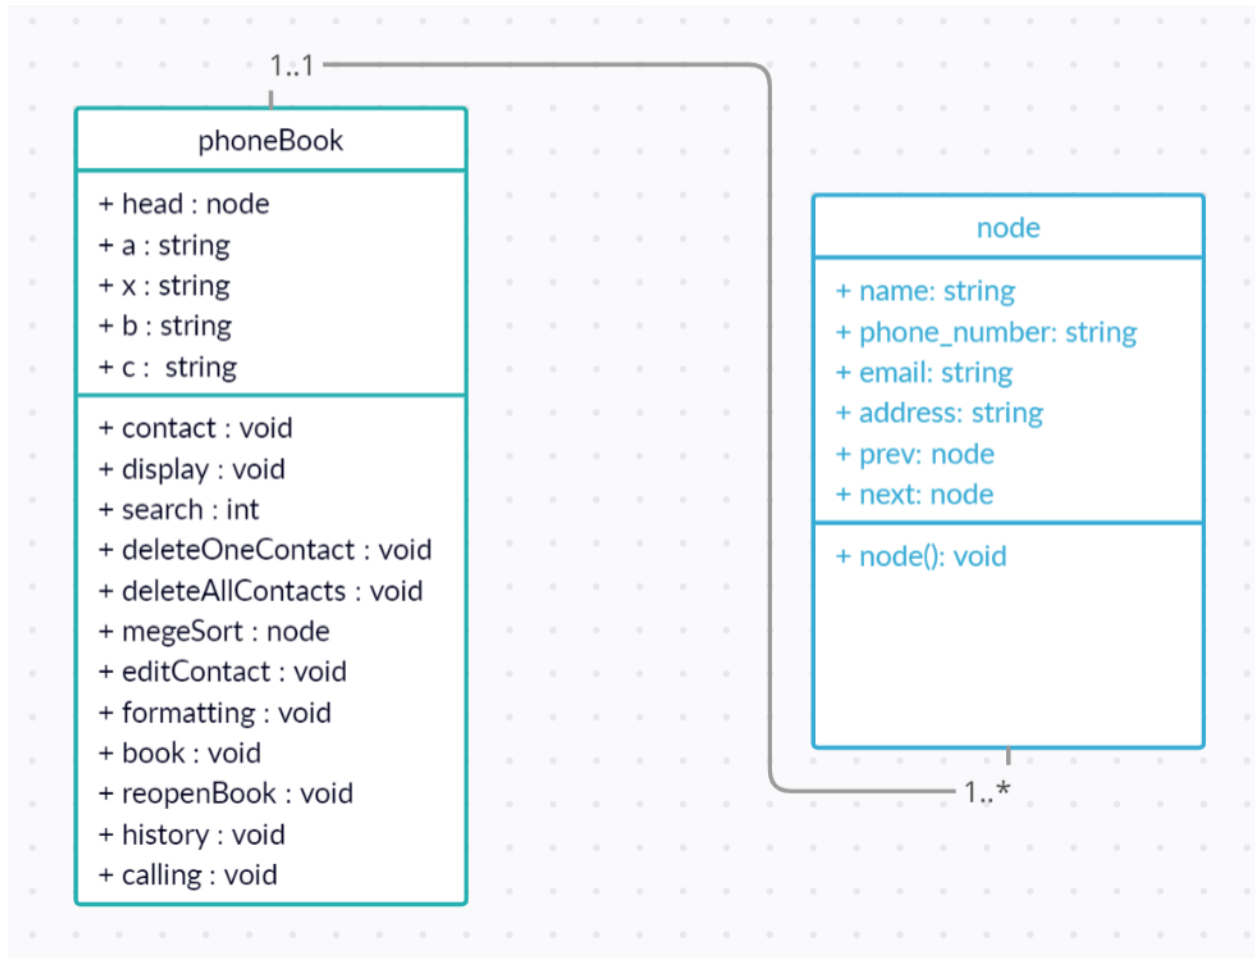 1..1
phoneBook
+ head : node
+ a : string
+ x : string
+ b : string
+ c :  string
+ contact : void
+ display : void
+ search : int
+ deleteOneContact : void
+ deleteAllContacts : void
+ megeSort : node
+ editContact : void
+ formatting : void
+ book : void
+ reopenBook : void
+ history : void
+ calling : void
node
+ name: string
+ phone_number: string
+ email: string
+ address: string
+ prev: node
+ next: node
+ node(): void
1..*